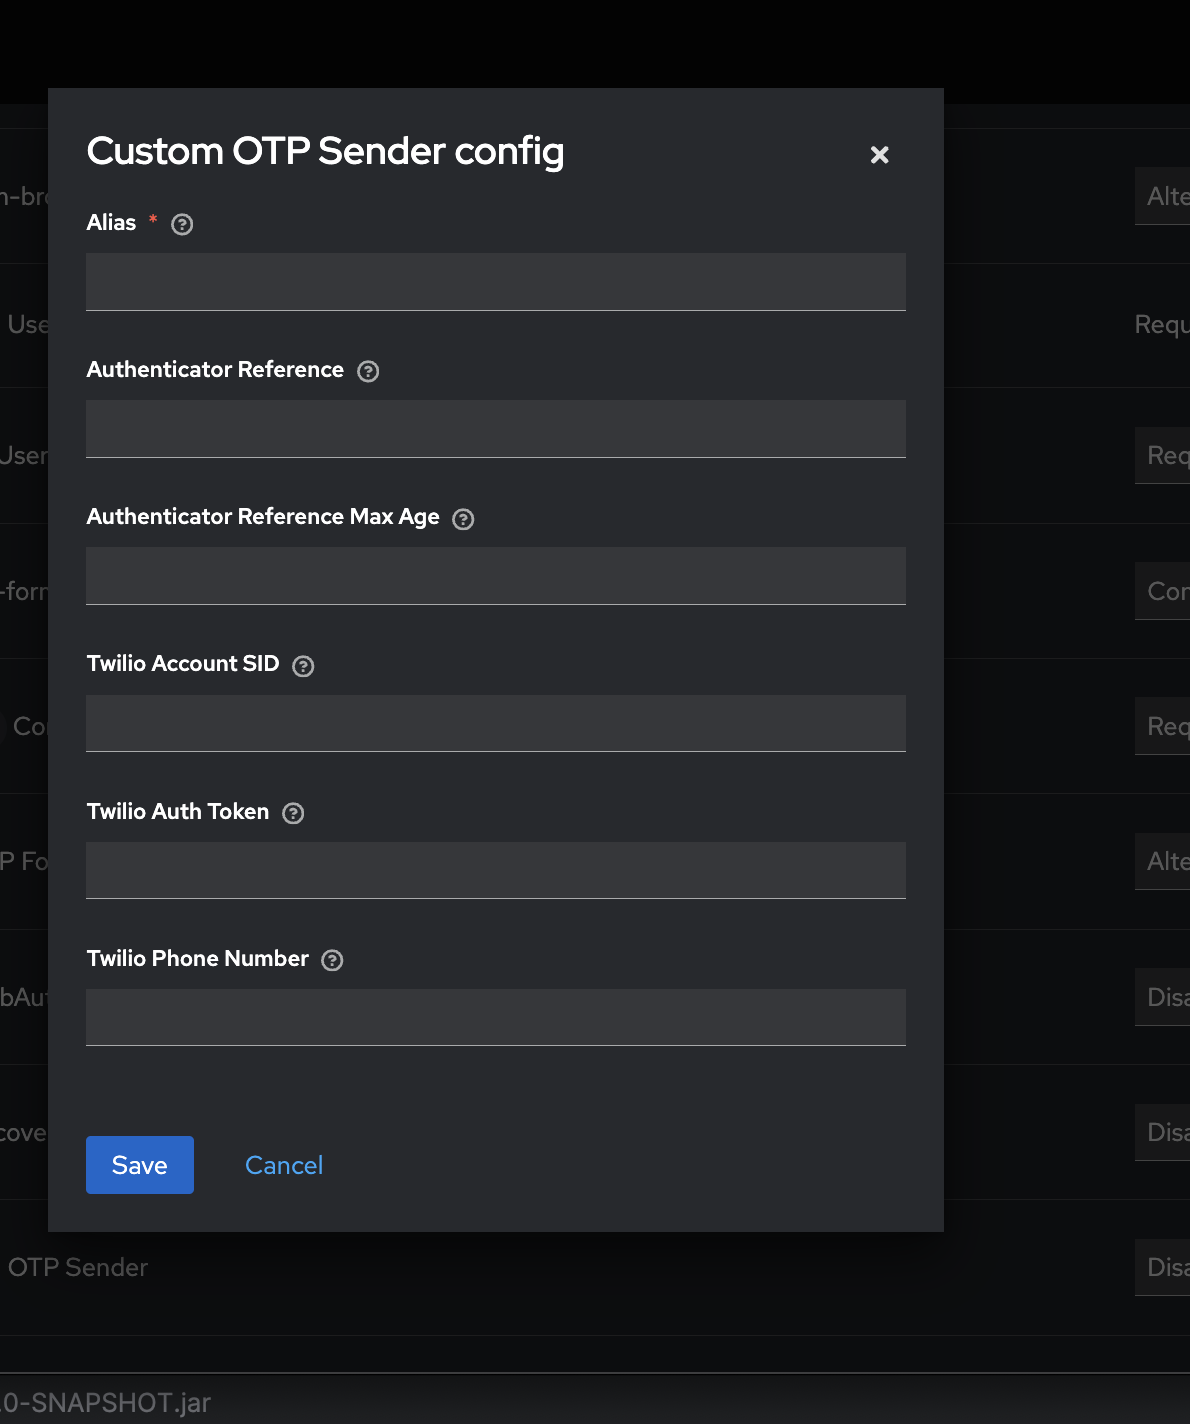 Custom OTP Sender config
Alias *
Authenticator Reference
Authenticator Reference Max Age
Twilio Account SID
Twilio Auth Token
Twilio Phone Number
Save Cancel
n-bro Alte
Use Requ
User Req
-forn Con
Cor Req
P Fo Alte
bAut Disa
cove Disa
OTP Sender Disa
.0-SNAPSHOT.jar